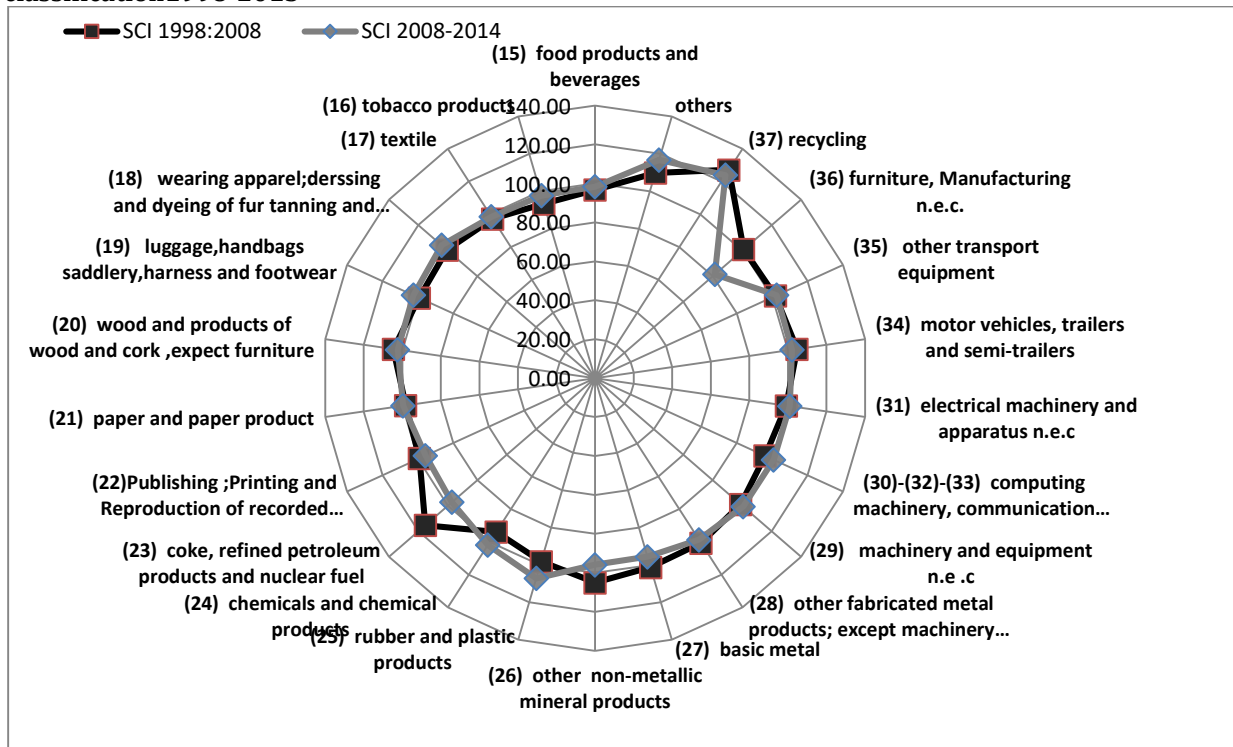 SCI 1998:2008
SCI 2008-2014
(15) food products and
beverages
others
(37) recycling
(36) furniture, Manufacturing
n.e.c.
(35) other transport
equipment
(34) motor vehicles, trailers
and semi-trailers
(31) electrical machinery and
apparatus n.e.c
(30)-(32)-(33) computing
machinery, communication...
(29) machinery and equipment
n.e .c
(28) other fabricated metal
products; except machinery...
(27) basic metal
(26) other non-metallic
mineral products
(25) rubber and plastic
products
(24) chemicals and chemical
products
(23) coke, refined petroleum
products and nuclear fuel
(22)Publishing ;Printing and
Reproduction of recorded...
(21) paper and paper product
(20) wood and products of
wood and cork ,expect furniture
(19) luggage,handbags
saddlery,harness and footwear
(18) wearing apparel;derssing
and dyeing of fur tanning and...
(17) textile
(16) tobacco products
140.00
120.00
100.00
80.00
60.00
40.00
20.00
0.00